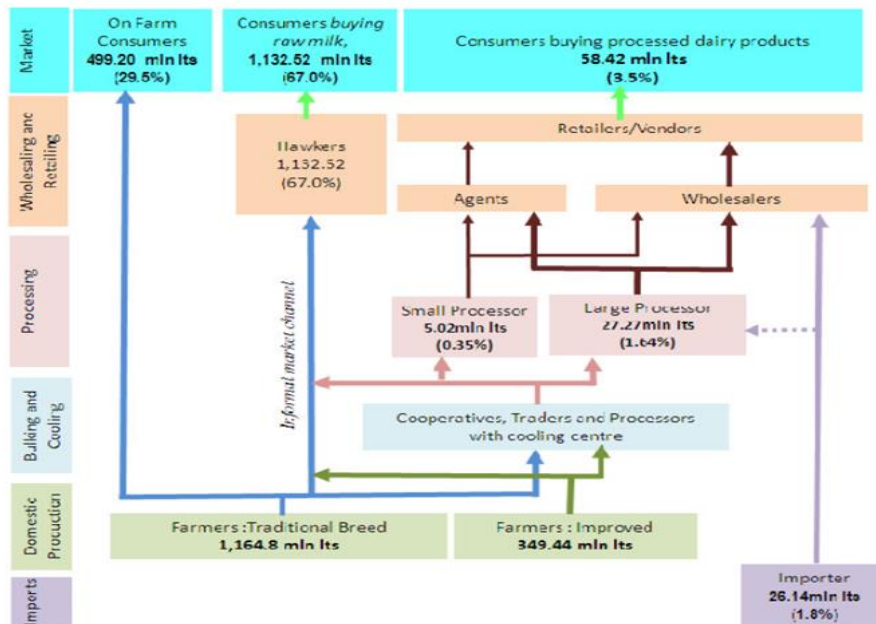 Market
On Farm
Consumers
499.20 mln lts
(29.5%)
Consumers buying
raw milk,
1,132.52 mln lts
(67.0%)
Consumers buying processed dairy products
58.42 mln lts
(3.5%)
Wholesaling and
Retailing
Hawkers
1,132.52
(67.0%)
Retailers/Vendors
Agents
Wholesalers
Processing
Informal market channel
Small Processor
5.02mln lts
(0.35%)
Large Processor
27.27mln lts
(1.64%)
Bulking and
Cooling
Cooperatives, Traders and Processors
with cooling centre
Domestic
Production
Farmers :Traditional Breed
1,164.8 mln lts
Farmers : Improved
349.44 mln lts
Imports
Importer
26.14mln lts
(1.8%)